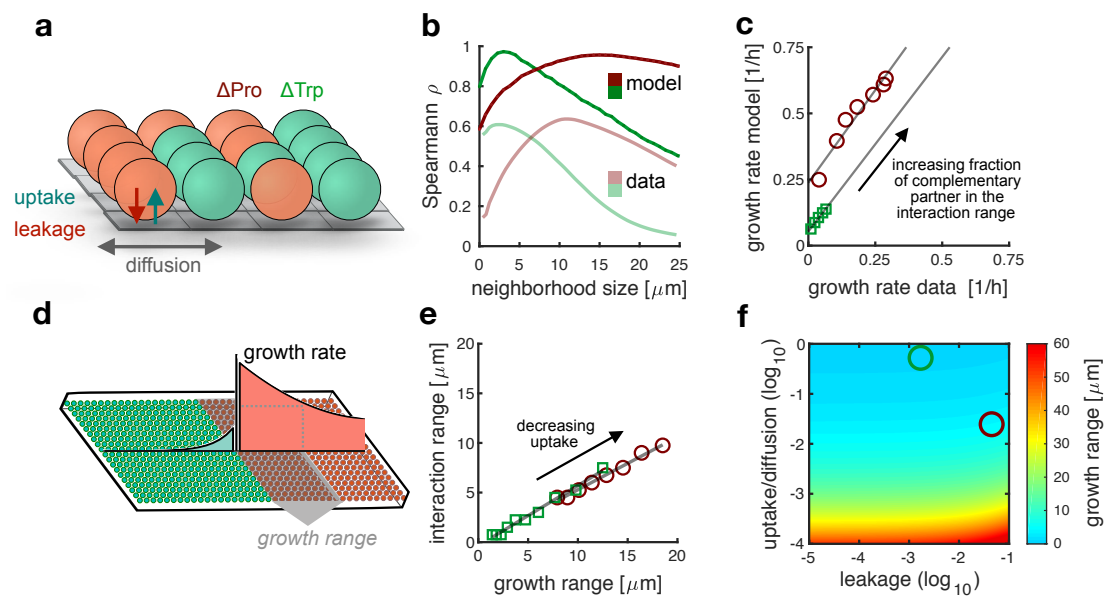 a
ΔPro ΔTrp
uptake
leakage
diffusion
b
Spearmann ρ
1
0.8
0.6
0.4
0.2
0
model
data
0 5 10 15 20 25
neighborhood size [μm]
c
growth rate model [1/h]
0.75
0.5
0.25
0
increasing fraction
of complementary
partner in the
interaction range
0 0.25 0.5 0.75
growth rate data [1/h]
d
growth rate
growth range
e
interaction range [μm]
20
15
10
5
0
decreasing
uptake
0 5 10 15 20
growth range [μm]
f
uptake/diffusion (log10)
0
-1
-2
-3
-4
-5 -4 -3 -2 -1
leakage (log10)
60
50
40
30
20
10
0
growth range [μm]